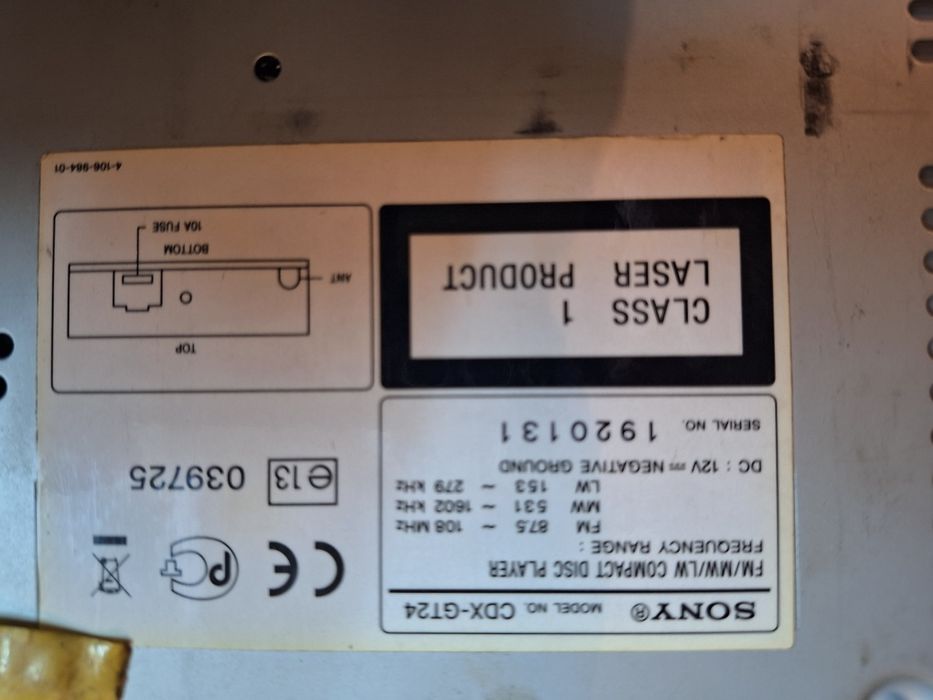 SONY® MODEL NO. CDX-GT24
FM/MW/LW COMPACT DISC PLAYER
FREQUENCY RANGE :
FM 87.5 ~ 108 MHz
MW 531 ~ 1602 kHz
LW 153 ~ 279 kHz
DC : 12V ⎓ NEGATIVE GROUND
SERIAL NO. 1920131
CE
e13 039725
CLASS 1
LASER PRODUCT
TOP
ANT
BOTTOM
10A FUSE
4-106-964-01